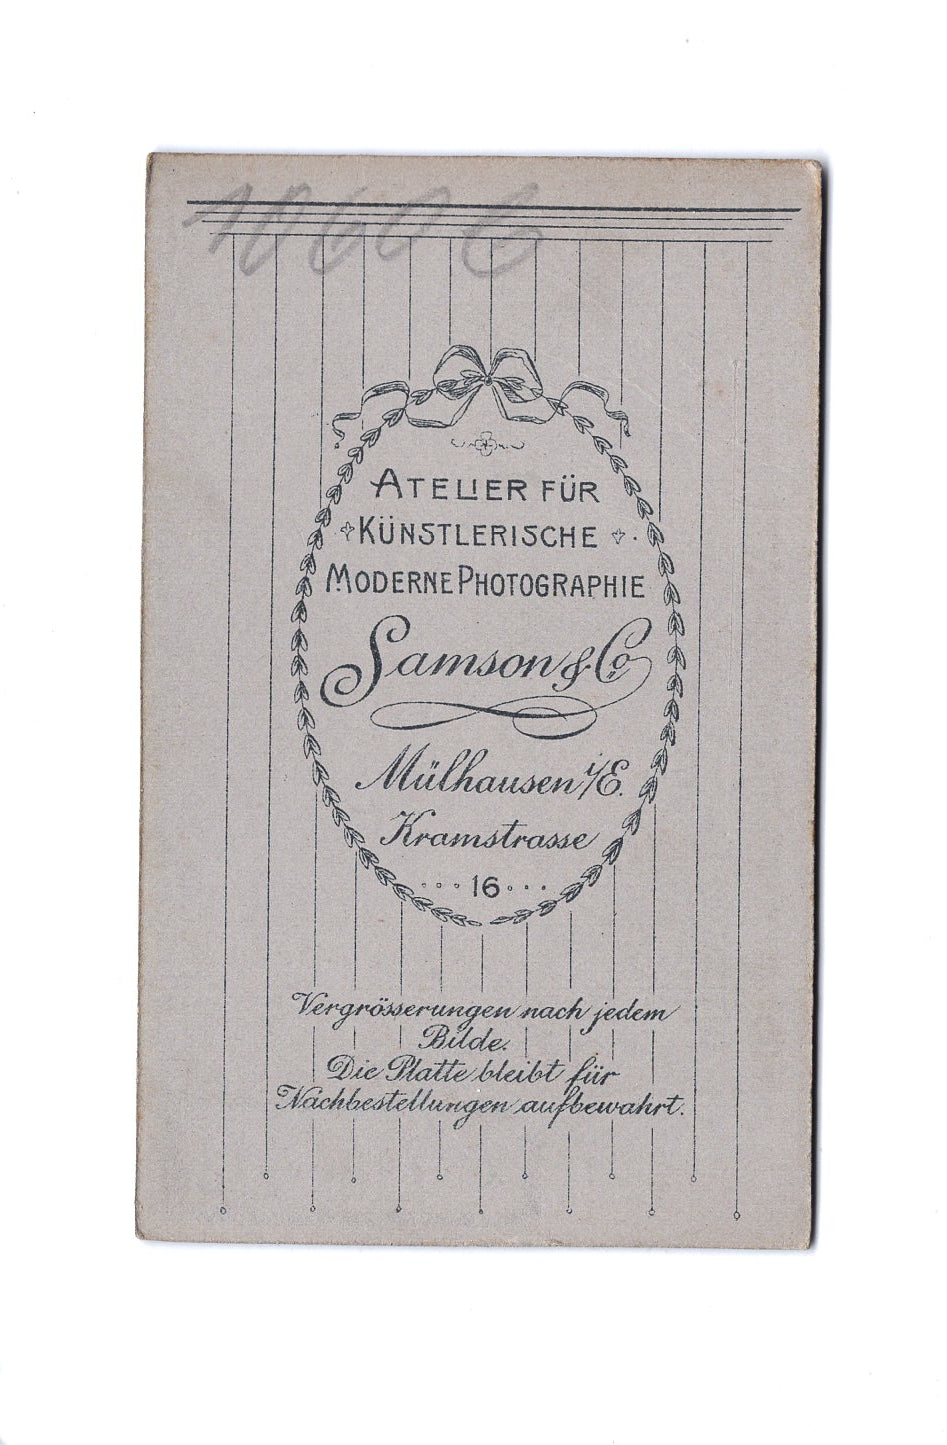 10606
ATELIER FÜR
KÜNSTLERISCHE
MODERNE PHOTOGRAPHIE
Samson & Co
Mülhausen i/E.
Kramstrasse
16
Vergrösserungen nach jedem
Bilde.
Die Platte bleibt für
Nachbestellungen aufbewahrt.